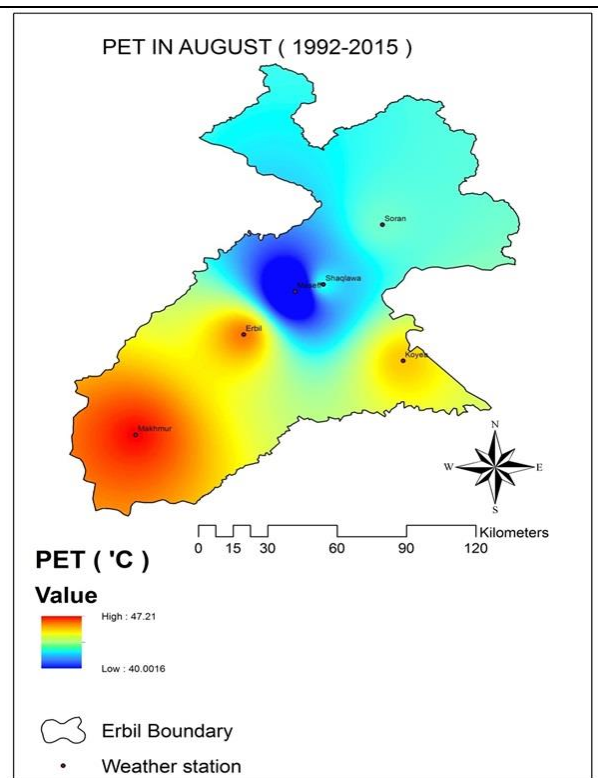 PET IN AUGUST ( 1992-2015 )
Soran
Shaqlawa
Erbil
Koyea
Makhmur
N
W E
S
Kilometers
0 15 30 60 90 120
PET ( 'C )
Value
High : 47.21
Low : 40.0016
Erbil Boundary
Weather station